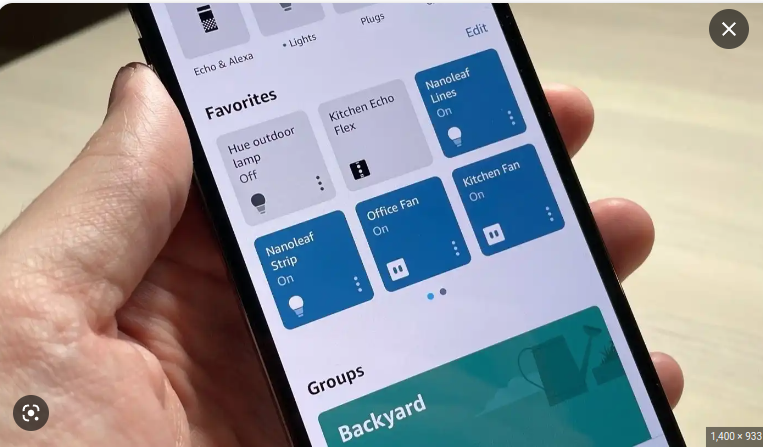 Echo & Alexa
Lights
Plugs
Edit
Favorites
Hue outdoor
lamp
Off
Kitchen Echo
Flex
Nanoleaf
Lines
On
Nanoleaf
Strip
On
Office Fan
On
Kitchen Fan
On
Groups
Backyard
1,400 × 933